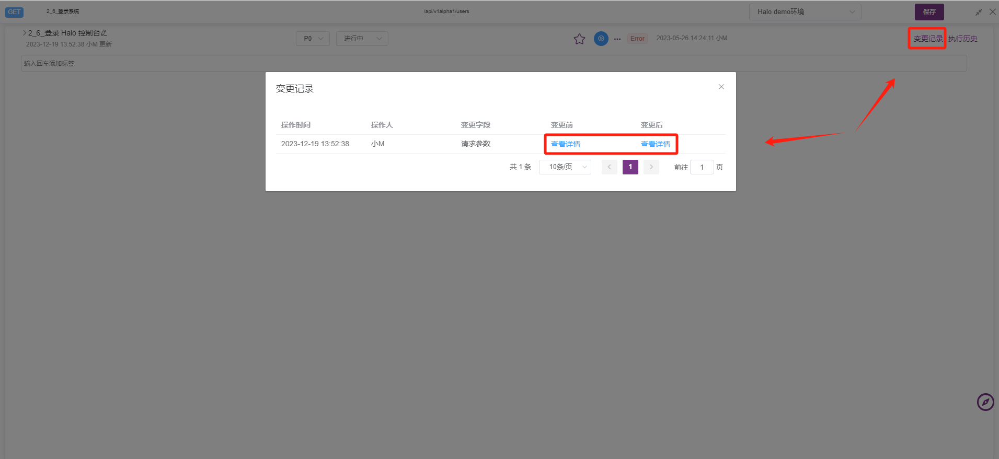 GET 2_6_登录系统 /api/v1alpha1/users Halo demo环境 保存
2_6_登录 Halo 控制台
P0 进行中 Error 2023-05-26 14:24:11 小M 变更记录 执行历史
2023-12-19 13:52:38 小M 更新
输入回车添加标签
变更记录
操作时间 操作人 变更字段 变更前 变更后
2023-12-19 13:52:38 小M 请求参数 查看详情 查看详情
共 1 条 10条/页 1 前往 1 页